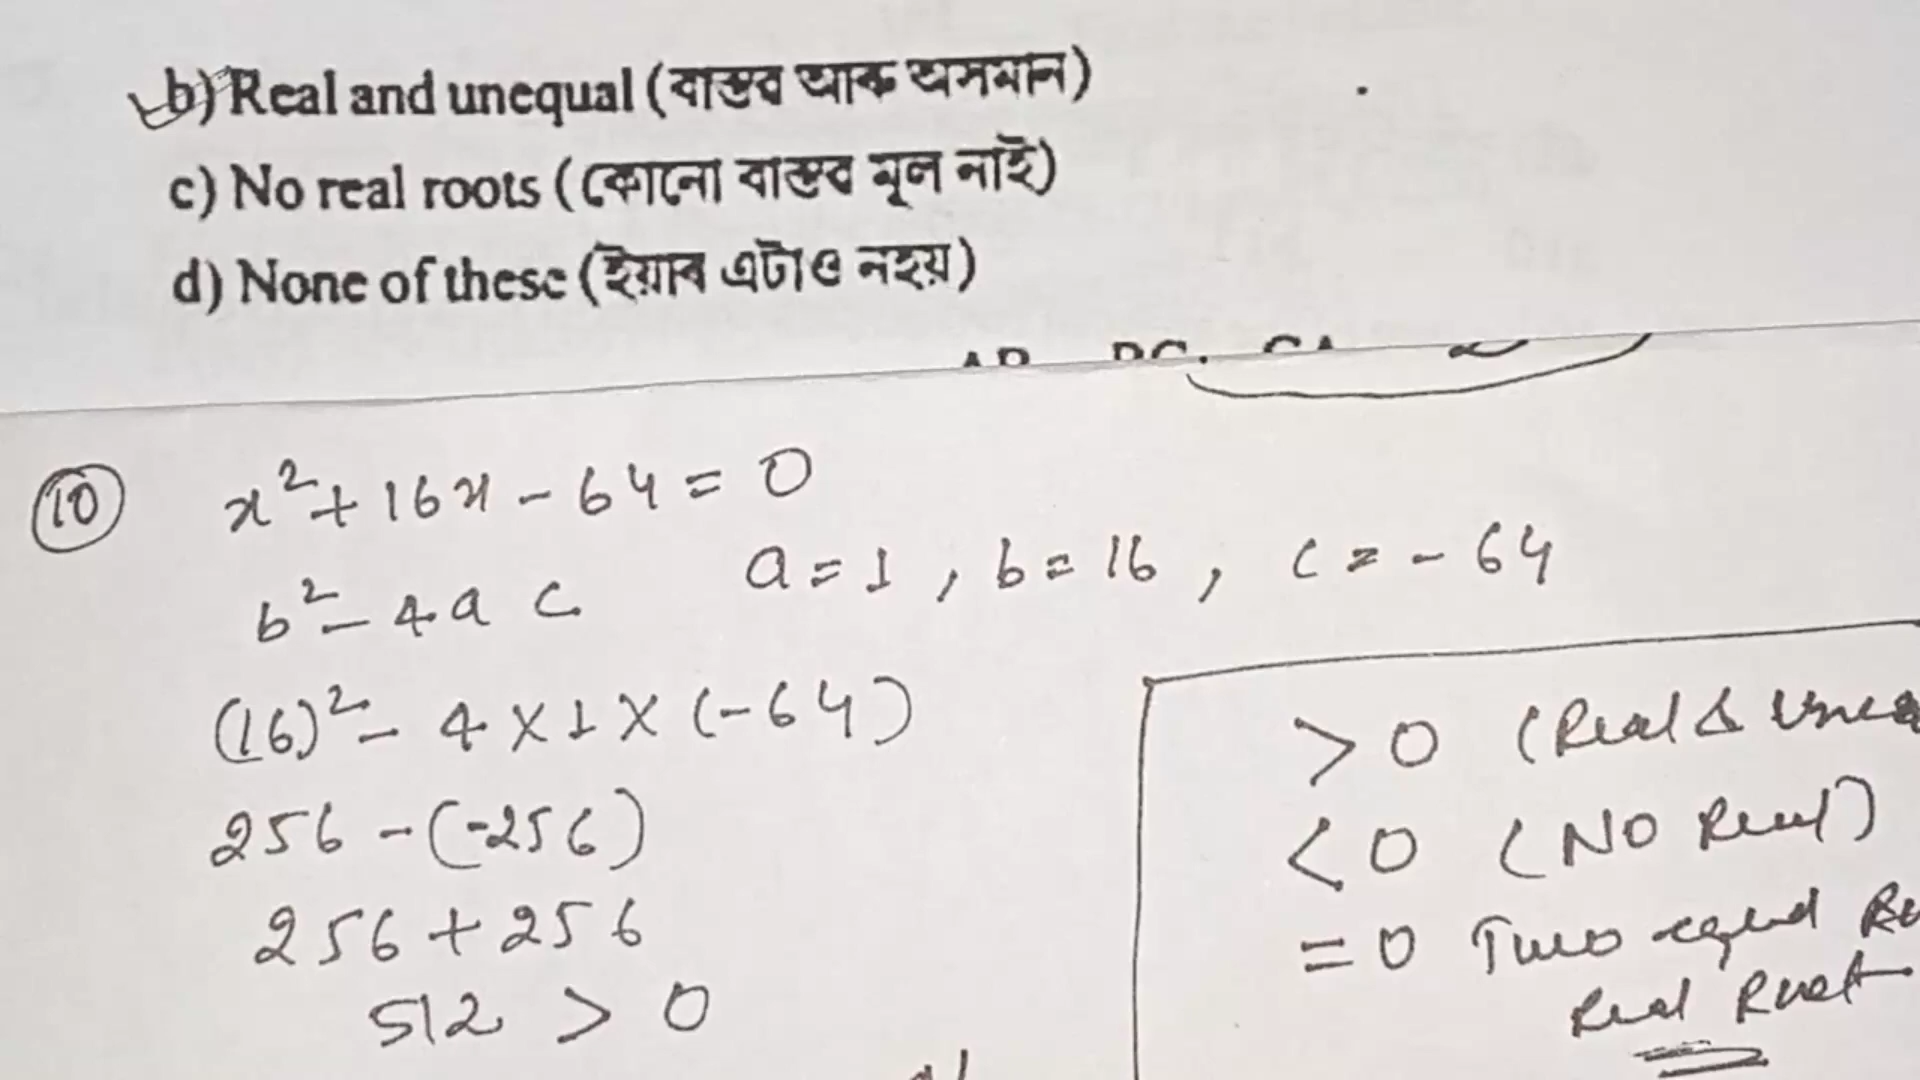 b) Real and unequal (বাস্তব আৰু অসমান)
c) No real roots (কোনো বাস্তব মূল নাই)
d) None of these (ইয়াৰ এটাও নহয়)
(10) x²+16x-64=0
b²-4ac a=1, b=16, c=-64
(16)²-4×1×(-64)
256-(-256)
256+256
512 > 0
>0 (Real &
<0 (No Real)
=0 Two equal
Real Root